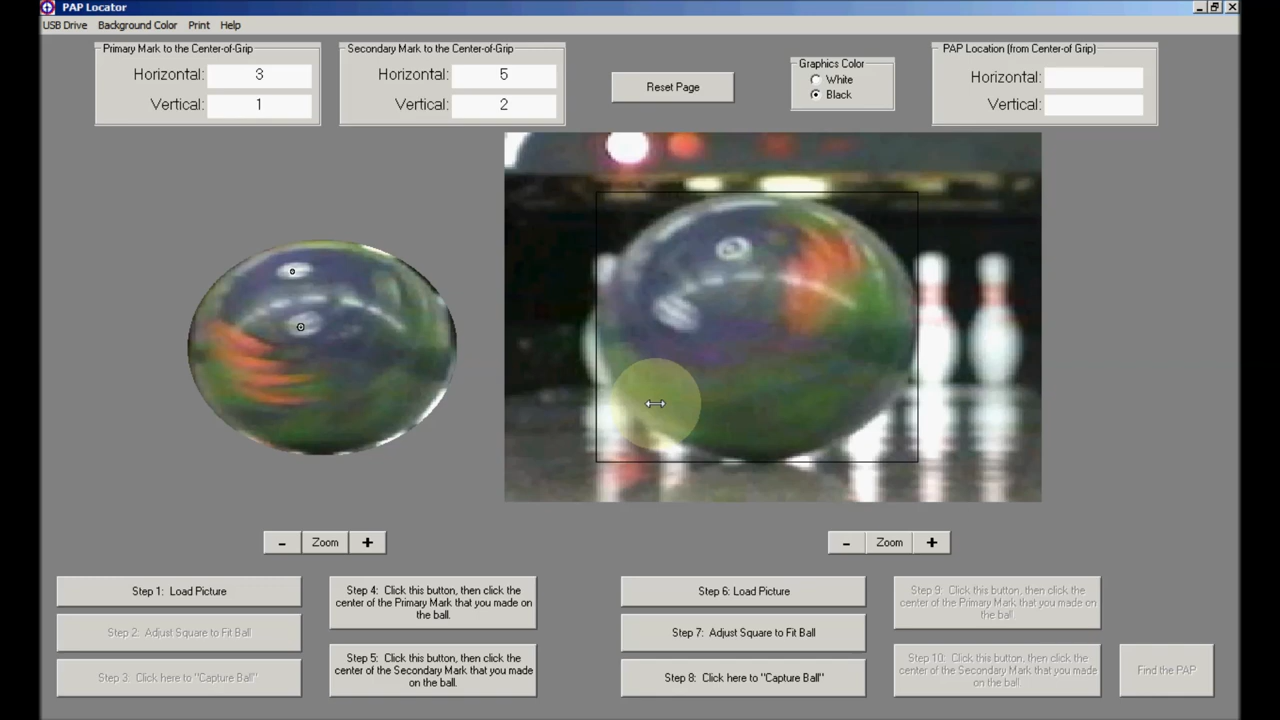 PAP Locator
USB Drive Background Color Print Help
Primary Mark to the Center-of-Grip
Horizontal: 3
Vertical: 1
Secondary Mark to the Center-of-Grip
Horizontal: 5
Vertical: 2
Reset Page
Graphics Color
White
Black
PAP Location (from Center-of Grip)
Horizontal:
Vertical:
- Zoom +
- Zoom +
Step 1: Load Picture
Step 2: Adjust Square to Fit Ball
Step 3: Click here to "Capture Ball"
Step 4: Click this button, then click the
center of the Primary Mark that you made on
the ball.
Step 5: Click this button, then click the
center of the Secondary Mark that you made
on the ball.
Step 6: Load Picture
Step 7: Adjust Square to Fit Ball
Step 8: Click here to "Capture Ball"
Step 9: Click this button, then click the
center of the Primary Mark that you made on
the ball
Step 10: Click this button, then click the
center of the Secondary Mark that you made
on the ball
Find the PAP